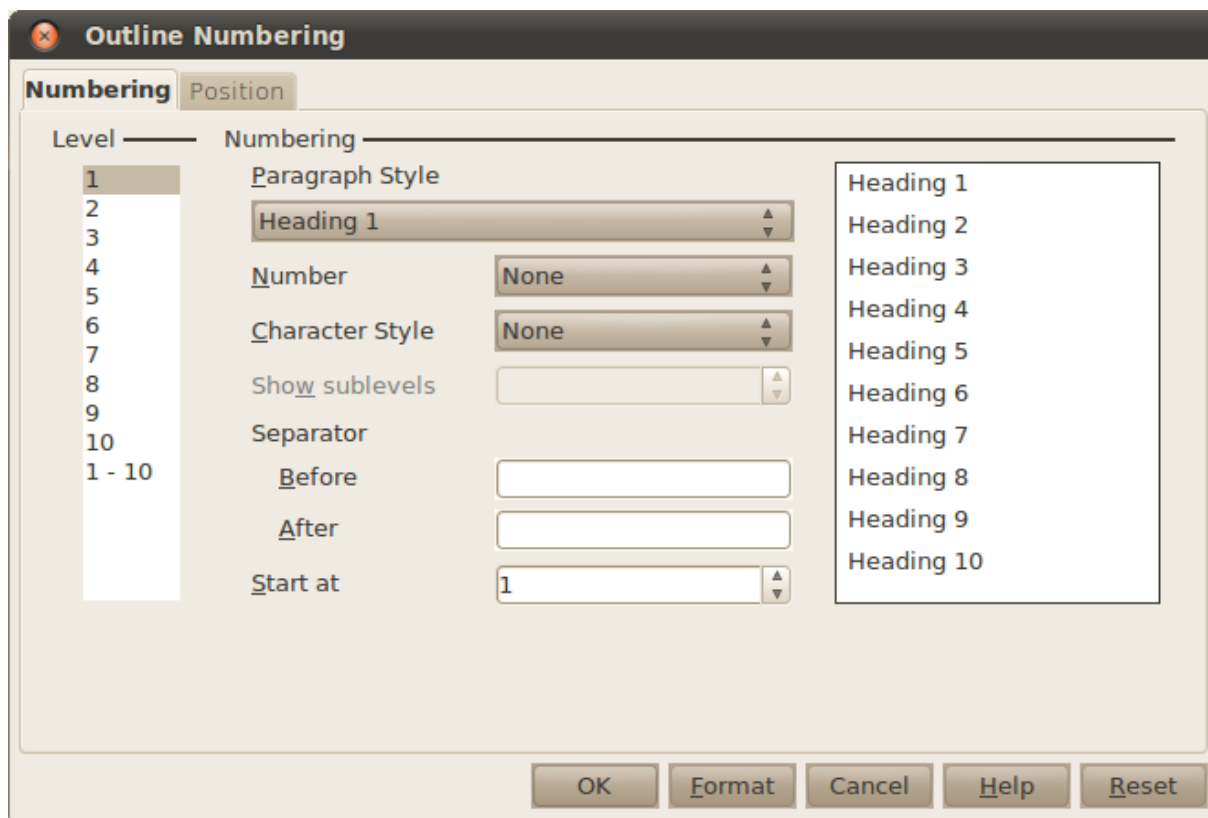 Outline Numbering
Numbering Position
Level
1
2
3
4
5
6
7
8
9
10
1 - 10
Numbering
Paragraph Style
Heading 1
Number None
Character Style None
Show sublevels
Separator
Before
After
Start at 1
Heading 1
Heading 2
Heading 3
Heading 4
Heading 5
Heading 6
Heading 7
Heading 8
Heading 9
Heading 10
OK Format Cancel Help Reset